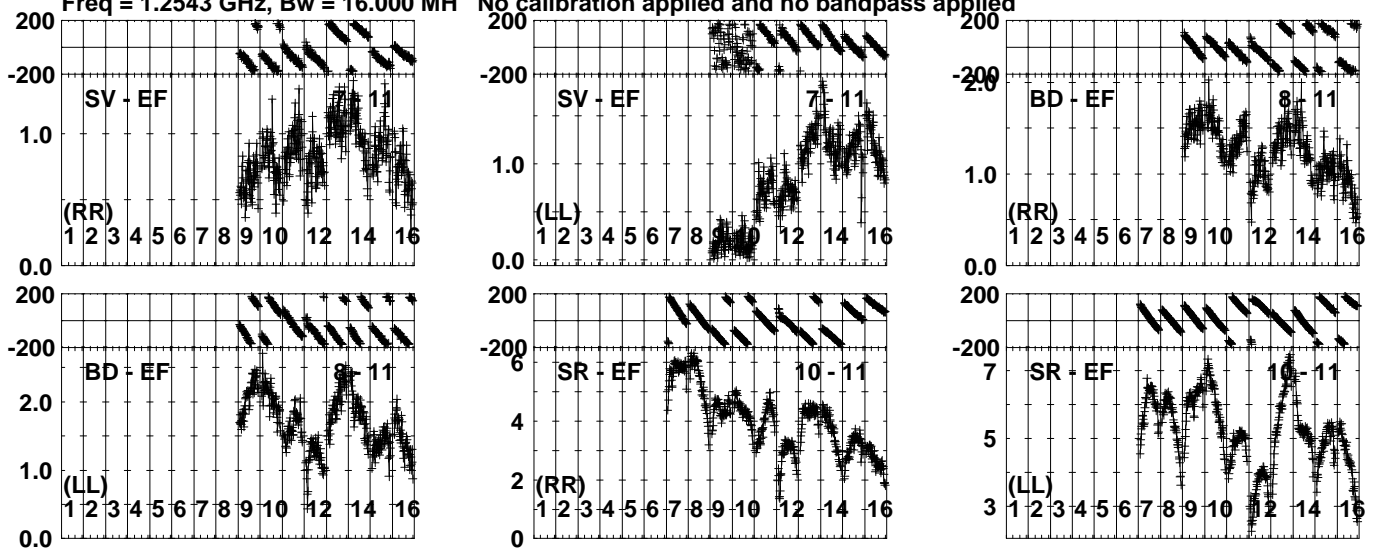 Freq = 1.2543 GHz, Bw = 16.000 MH No calibration applied and no bandpass applied
200
-200
SV - EF 7 - 11
1.0
(RR)
1 2 3 4 5 6 7 8 9 10 12 14 16
0.0
200
-200
SV - EF 7 - 11
1.0
(LL)
1 2 3 4 5 6 7 8 9 10 12 14 16
0.0
200
-200
2.0
BD - EF 8 - 11
1.0
(RR)
1 2 3 4 5 6 7 8 9 10 12 14 16
0.0
200
-200
BD - EF 8 - 11
2.0
1.0
(LL)
1 2 3 4 5 6 7 8 9 10 12 14 16
0.0
200
-200
6
SR - EF 10 - 11
4
2
(RR)
1 2 3 4 5 6 7 8 9 10 12 14 16
0
200
-200
7
SR - EF 10 - 11
5
(LL)
3
1 2 3 4 5 6 7 8 9 10 12 14 16